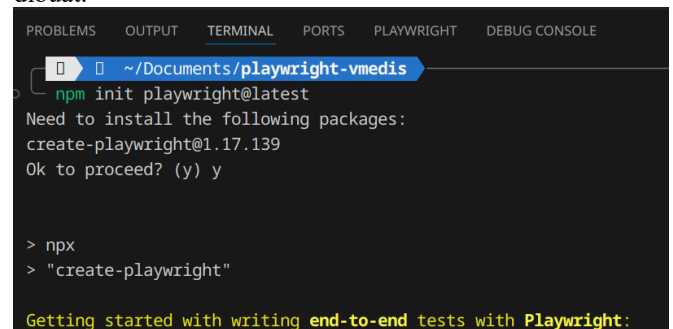 dibuat.
PROBLEMS OUTPUT TERMINAL PORTS PLAYWRIGHT DEBUG CONSOLE
~/Documents/playwright-vmedis
npm init playwright@latest
Need to install the following packages:
create-playwright@1.17.139
Ok to proceed? (y) y
> npx
> "create-playwright"
Getting started with writing end-to-end tests with Playwright: